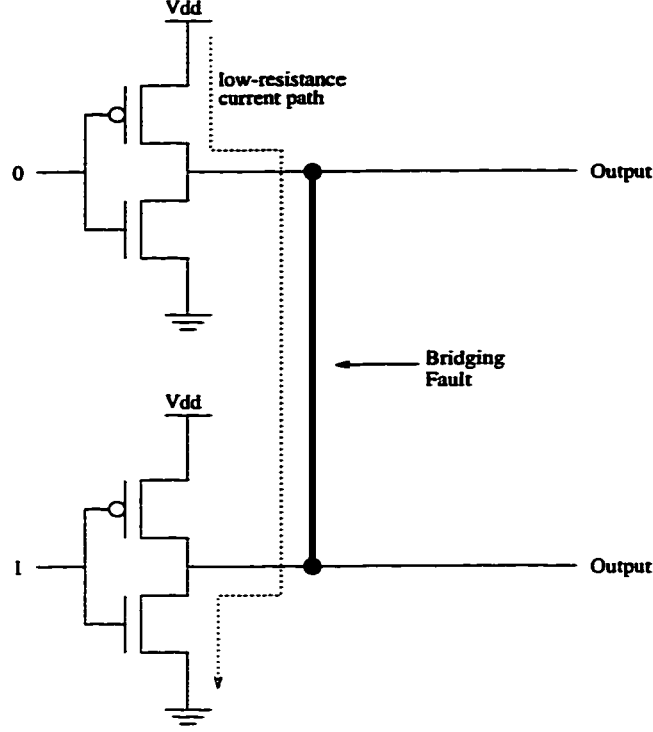 Vdd
low-resistance
current path
0
Output
Bridging
Fault
Vdd
1
Output